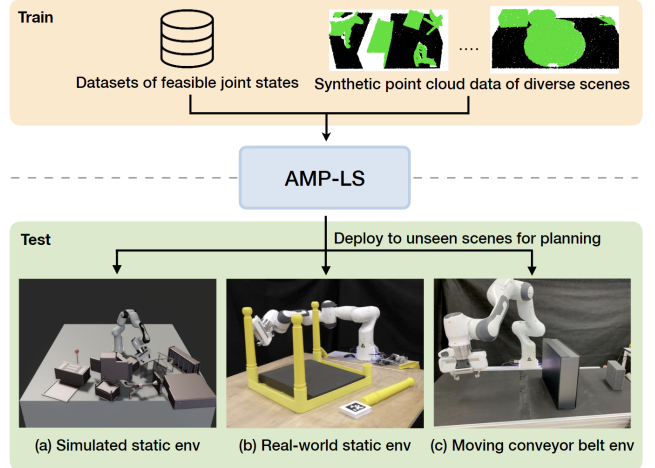 Train
Datasets of feasible joint states
Synthetic point cloud data of diverse scenes
....
AMP-LS
Test
Deploy to unseen scenes for planning
(a) Simulated static env
(b) Real-world static env
(c) Moving conveyor belt env